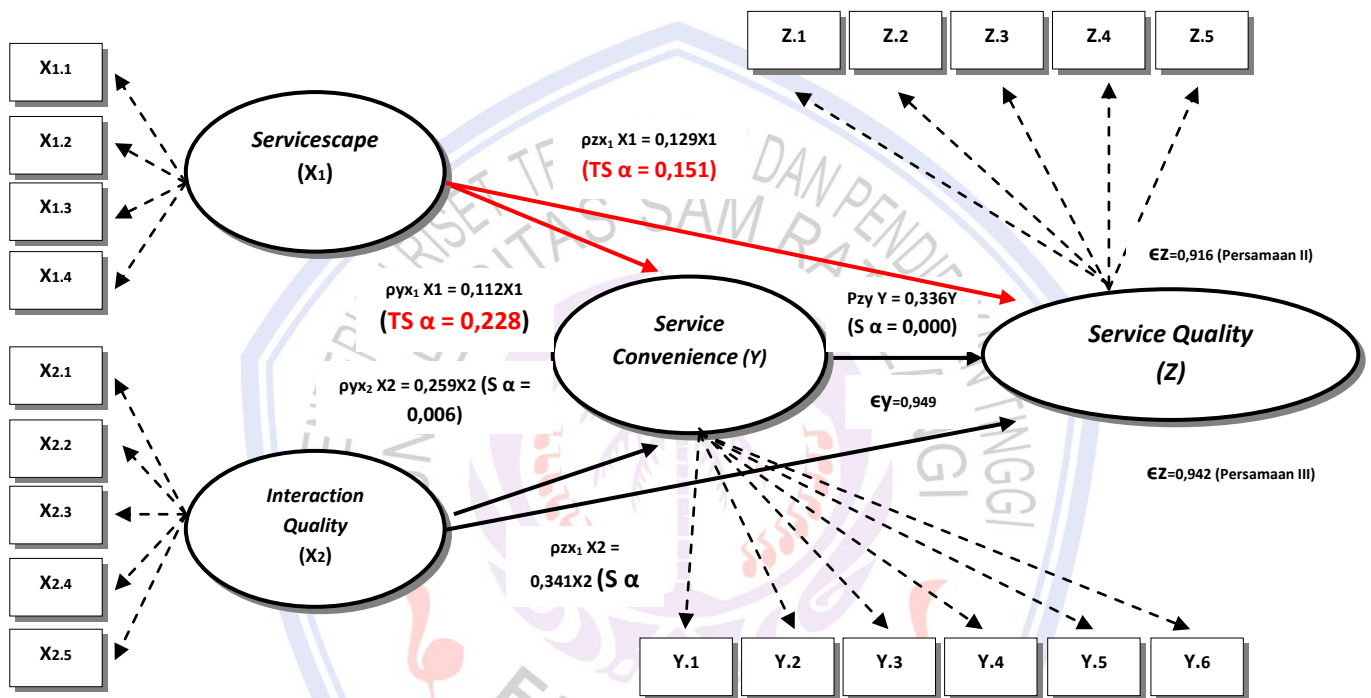 X1.1
X1.2
X1.3
X1.4
X2.1
X2.2
X2.3
X2.4
X2.5
Servicescape
(X1)
Interaction
Quality
(X2)
ρzx₁ X1 = 0,129X1
(TS α = 0,151)
ρyx₁ X1 = 0,112X1
(TS α = 0,228)
ρyx₂ X2 = 0,259X2 (S α =
0,006)
ρzx₁ X2 =
0,341X2 (S α
Service
Convenience (Y)
Pzy Y = 0,336Y
(S α = 0,000)
ϵy=0,949
Z.1
Z.2
Z.3
Z.4
Z.5
ϵz=0,916 (Persamaan II)
Service Quality
(Z)
ϵz=0,942 (Persamaan III)
Y.1
Y.2
Y.3
Y.4
Y.5
Y.6
RISET
DAN
SAM